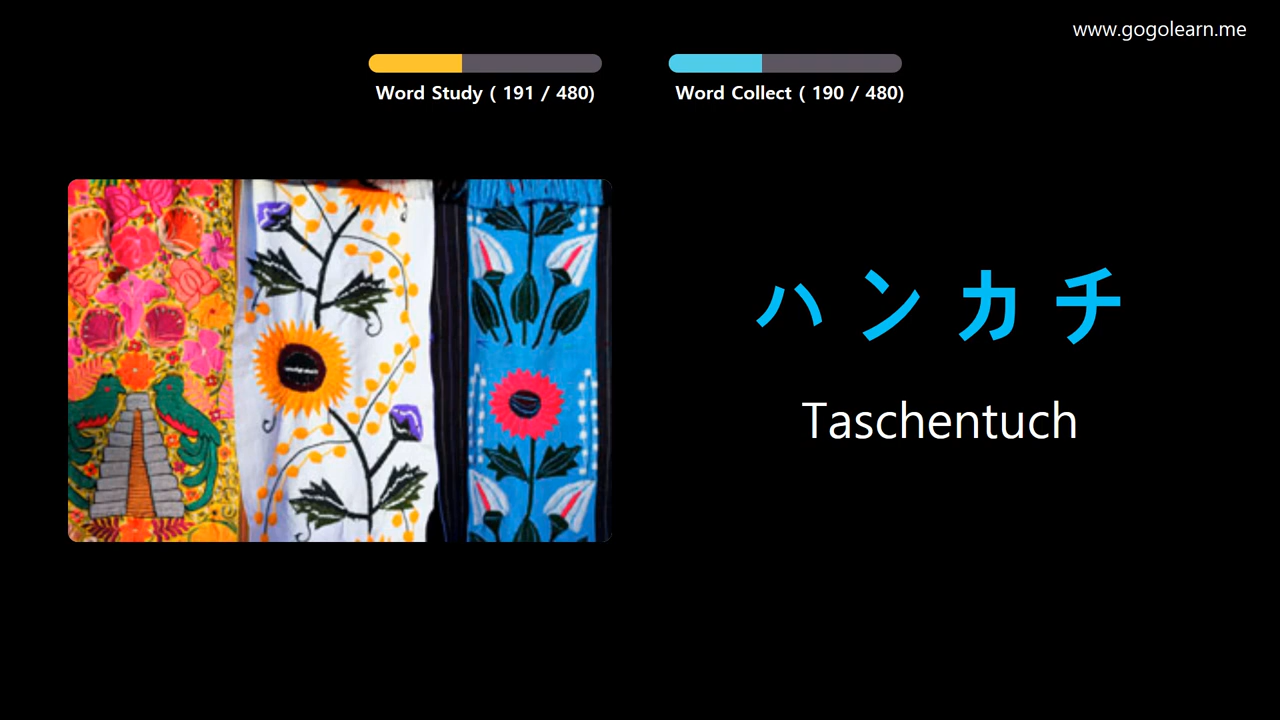 www.gogolearn.me
Word Study ( 191 / 480)
Word Collect ( 190 / 480)
ハンカチ
Taschentuch